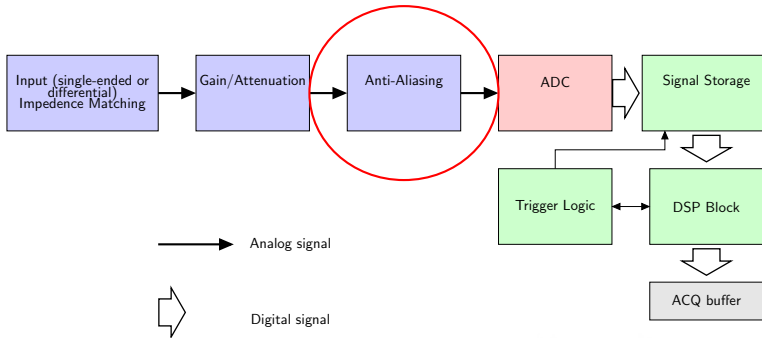 Input (single-ended or
differential)
Impedence Matching
Gain/Attenuation
Anti-Aliasing
ADC
Signal Storage
Trigger Logic
DSP Block
Analog signal
ACQ buffer
Digital signal